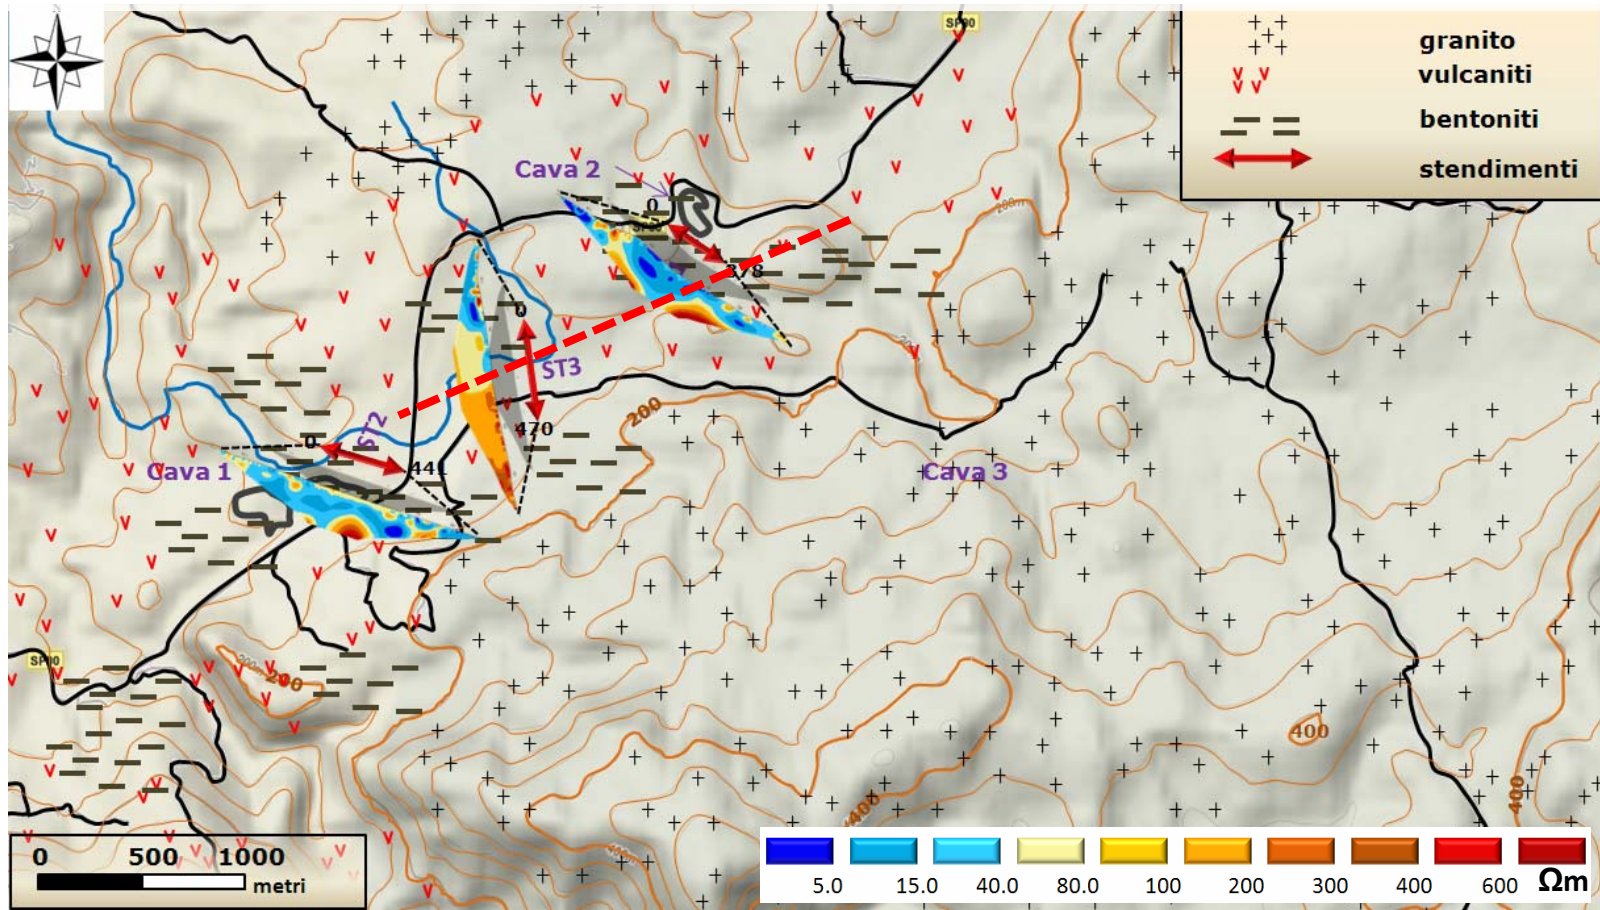 N
SP90
granito
vulcaniti
bentoniti
stendimenti
Cava 2
0
200m
378
0
ST3
200
ST2
0
470
Cava 1
441
Cava 3
SP90
200
400
400
400
0 500 1000
metri
5.0 15.0 40.0 80.0 100 200 300 400 600 Ωm